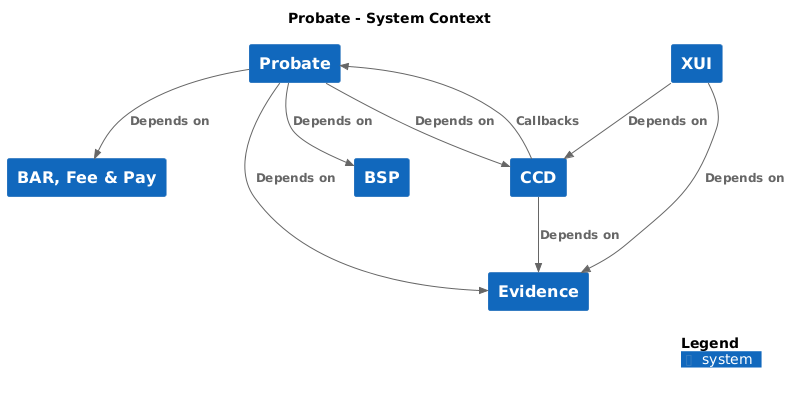 Probate - System Context
Probate
XUI
Depends on
Depends on
Depends on
Callbacks
Depends on
BAR, Fee & Pay
Depends on
BSP
CCD
Depends on
Depends on
Evidence
Legend
system